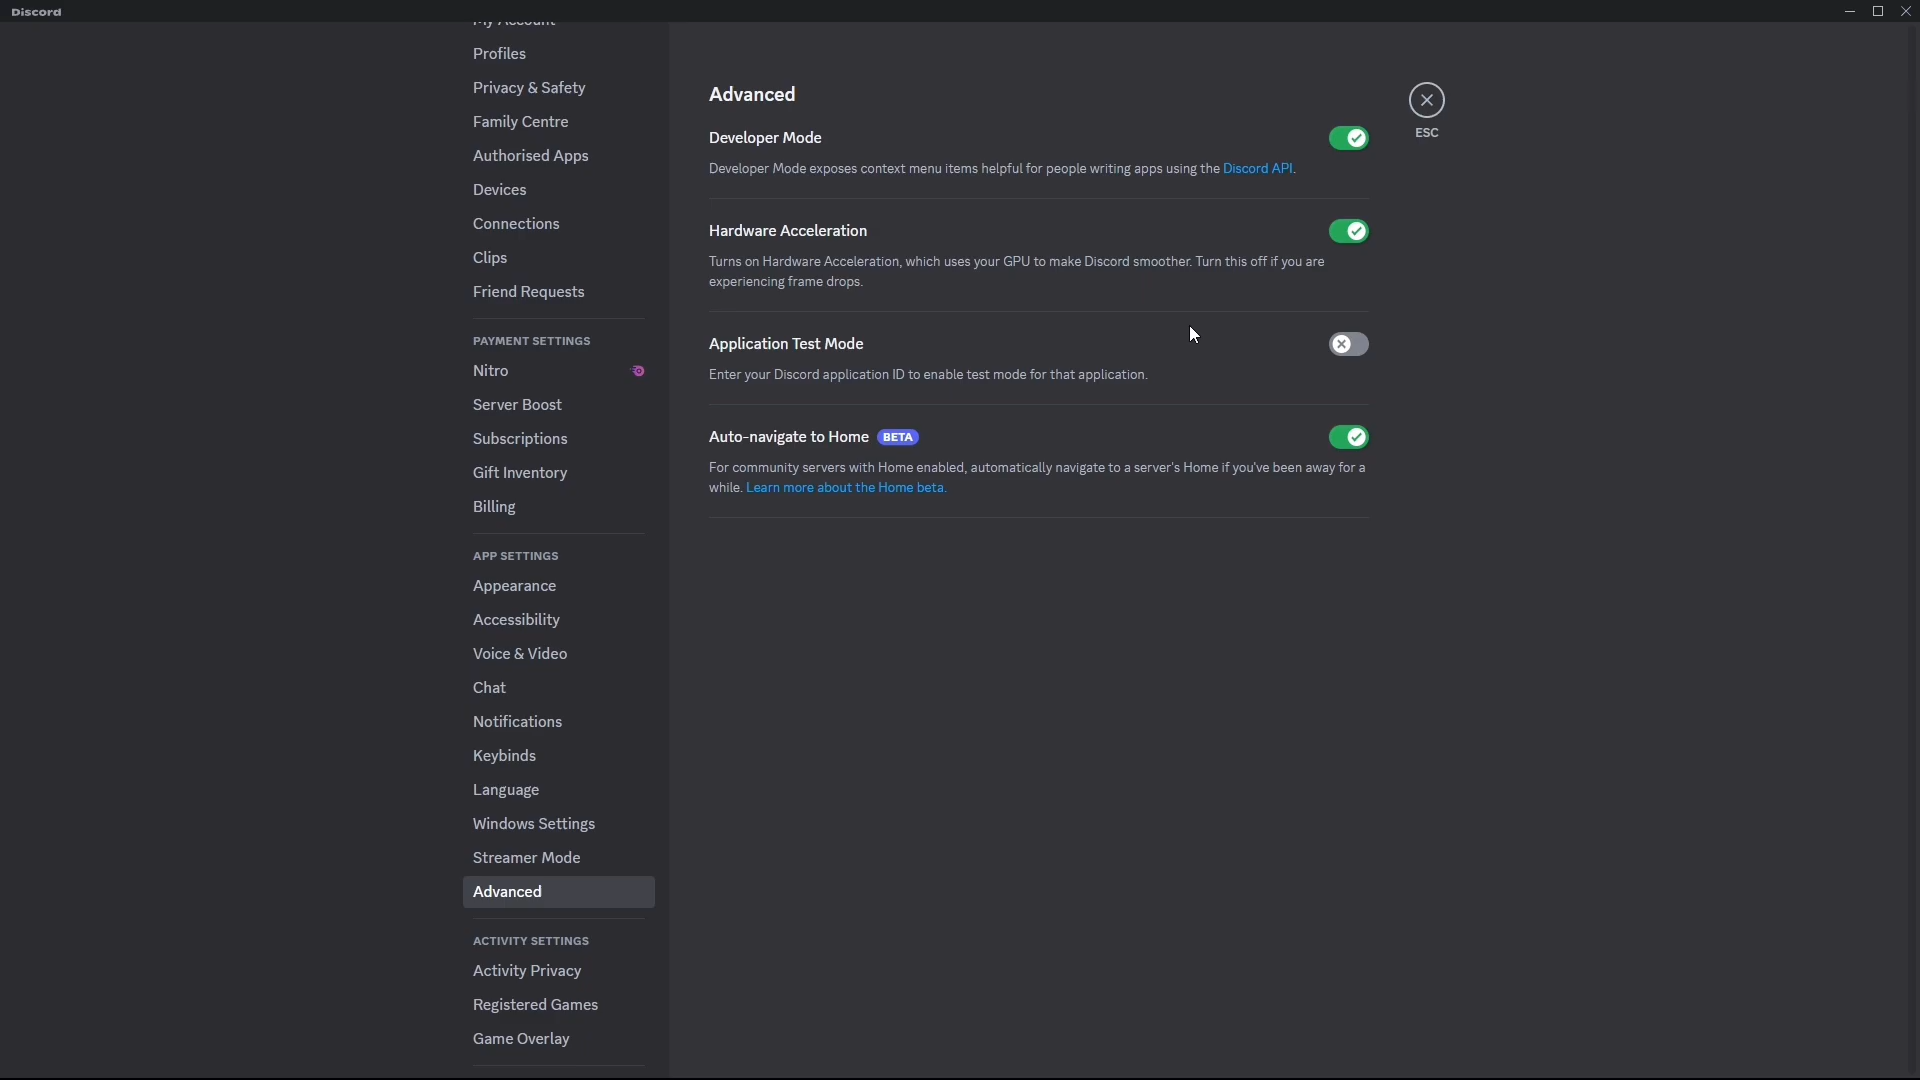 Discord
My Account
Profiles
Privacy & Safety
Family Centre
Authorised Apps
Devices
Connections
Clips
Friend Requests
PAYMENT SETTINGS
Nitro
Server Boost
Subscriptions
Gift Inventory
Billing
APP SETTINGS
Appearance
Accessibility
Voice & Video
Chat
Notifications
Keybinds
Language
Windows Settings
Streamer Mode
Advanced
ACTIVITY SETTINGS
Activity Privacy
Registered Games
Game Overlay
Advanced
ESC
Developer Mode
Developer Mode exposes context menu items helpful for people writing apps using the Discord API.
Hardware Acceleration
Turns on Hardware Acceleration, which uses your GPU to make Discord smoother. Turn this off if you are
experiencing frame drops.
Application Test Mode
Enter your Discord application ID to enable test mode for that application.
Auto-navigate to Home BETA
For community servers with Home enabled, automatically navigate to a server's Home if you've been away for a
while. Learn more about the Home beta.